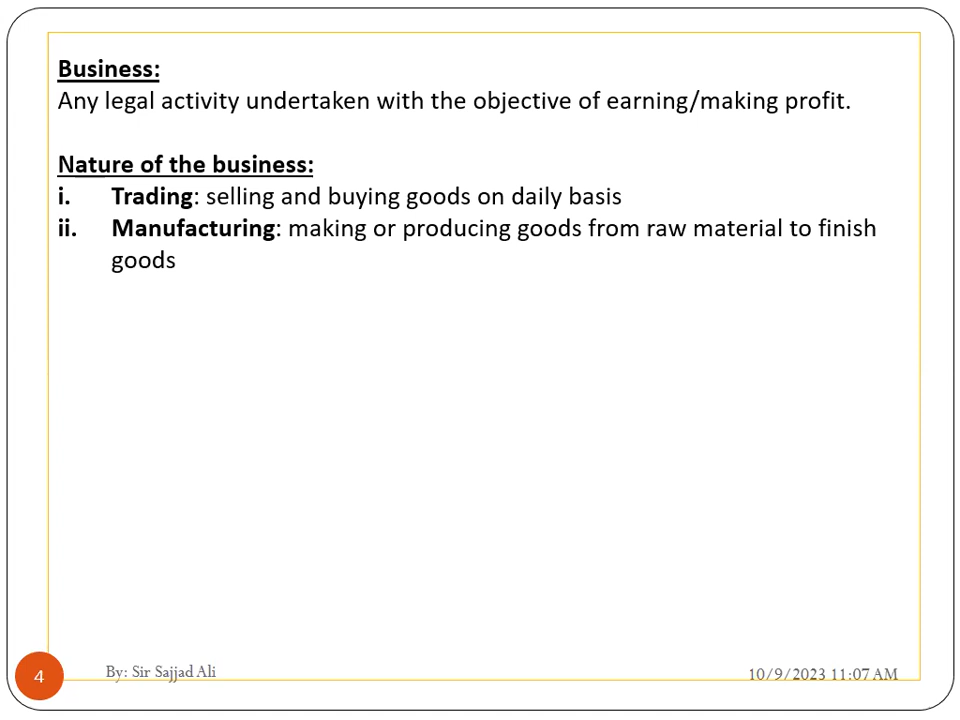 Business:
Any legal activity undertaken with the objective of earning/making profit.
Nature of the business:
i. Trading: selling and buying goods on daily basis
ii. Manufacturing: making or producing goods from raw material to finish
goods
4
By: Sir Sajjad Ali
10/9/2023 11:07 AM